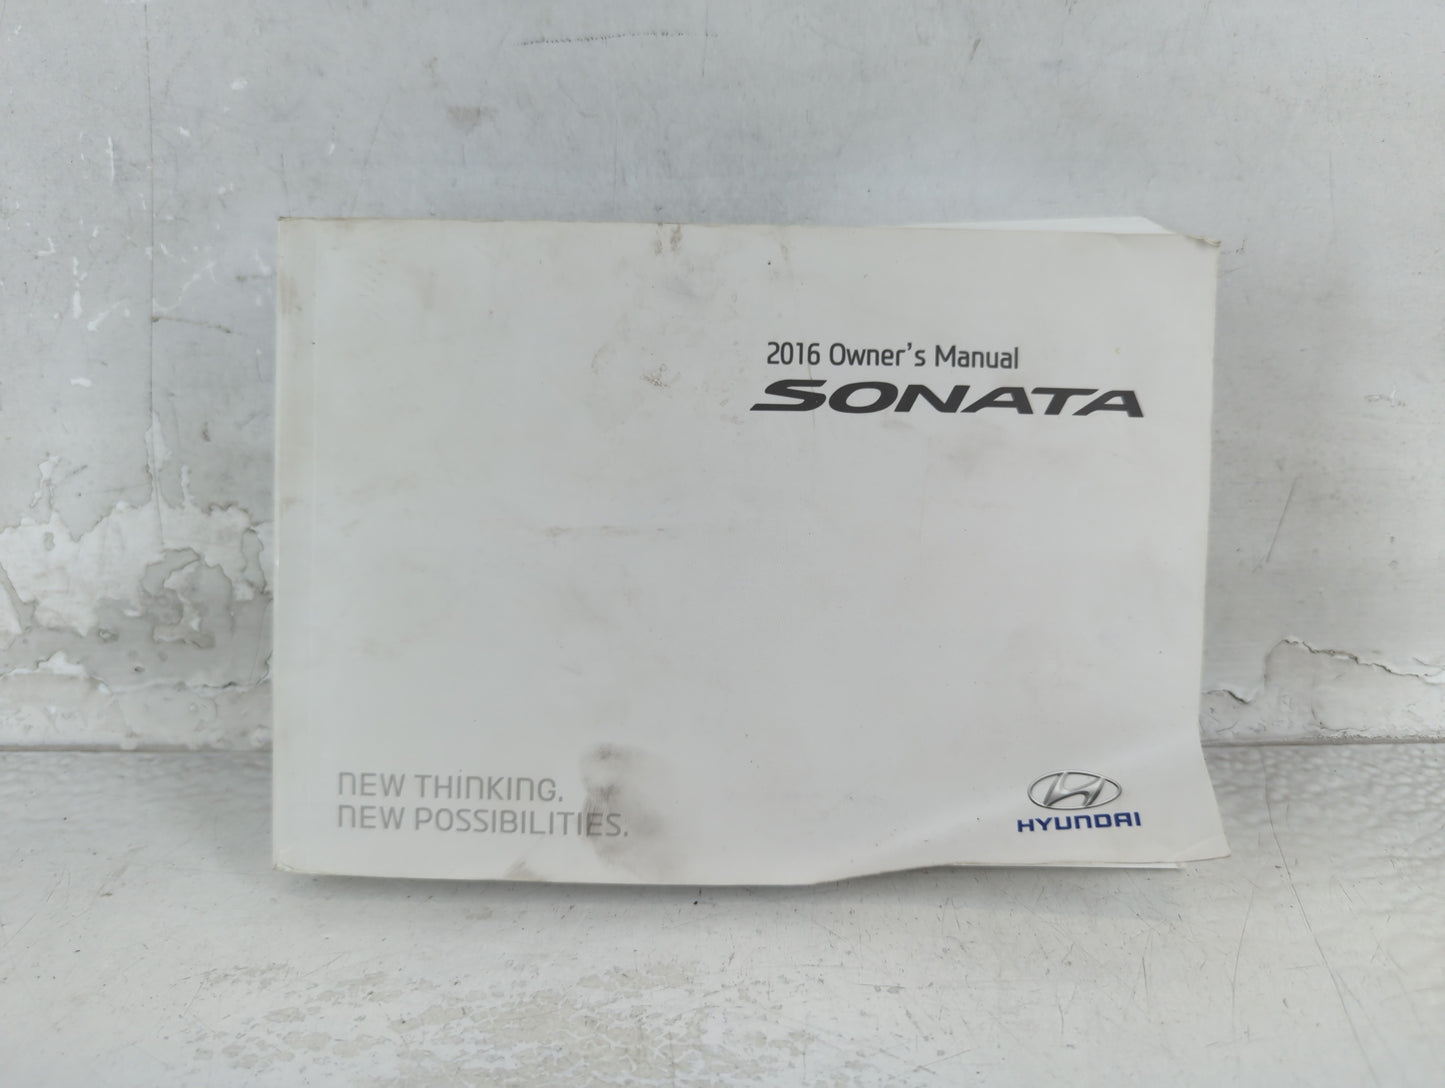 2016 Owner's Manual
SONATA
NEW THINKING.
NEW POSSIBILITIES.
HYUNDAI